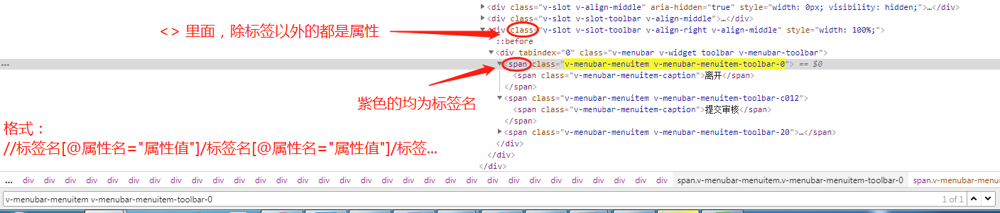 <div class="v-slot v-align-middle" aria-hidden="true" style="width: 0px; visibility: hidden;">…</div>
<div class="v-slot v-slot-toolbar v-align-middle">…</div>
<> 里面，除标签以外的都是属性
<div class="v-slot v-slot-toolbar v-align-right v-align-middle" style="width: 100%;">
::before
<div tabindex="0" class="v-menubar v-widget toolbar v-menubar-toolbar">
... <span class="v-menubar-menuitem v-menubar-menuitem-toolbar-0"> == $0
<span class="v-menubar-menuitem-caption">离开</span>
</span>
紫色的均为标签名
<span class="v-menubar-menuitem v-menubar-menuitem-toolbar-c012">
<span class="v-menubar-menuitem-caption">提交审核</span>
</span>
<span class="v-menubar-menuitem v-menubar-menuitem-toolbar-20">…</span>
</div>
</div>
</div>
格式：
//标签名[@属性名="属性值"]/标签名[@属性名="属性值"]/标签...
... div div div div div div div div div div div div div div div div div div div div div div div div div div div div div div div span.v-menubar-menuitem.v-menubar-menuitem-toolbar-0 span.v-menubar-menu
v-menubar-menuitem v-menubar-menuitem-toolbar-0 1 of 1